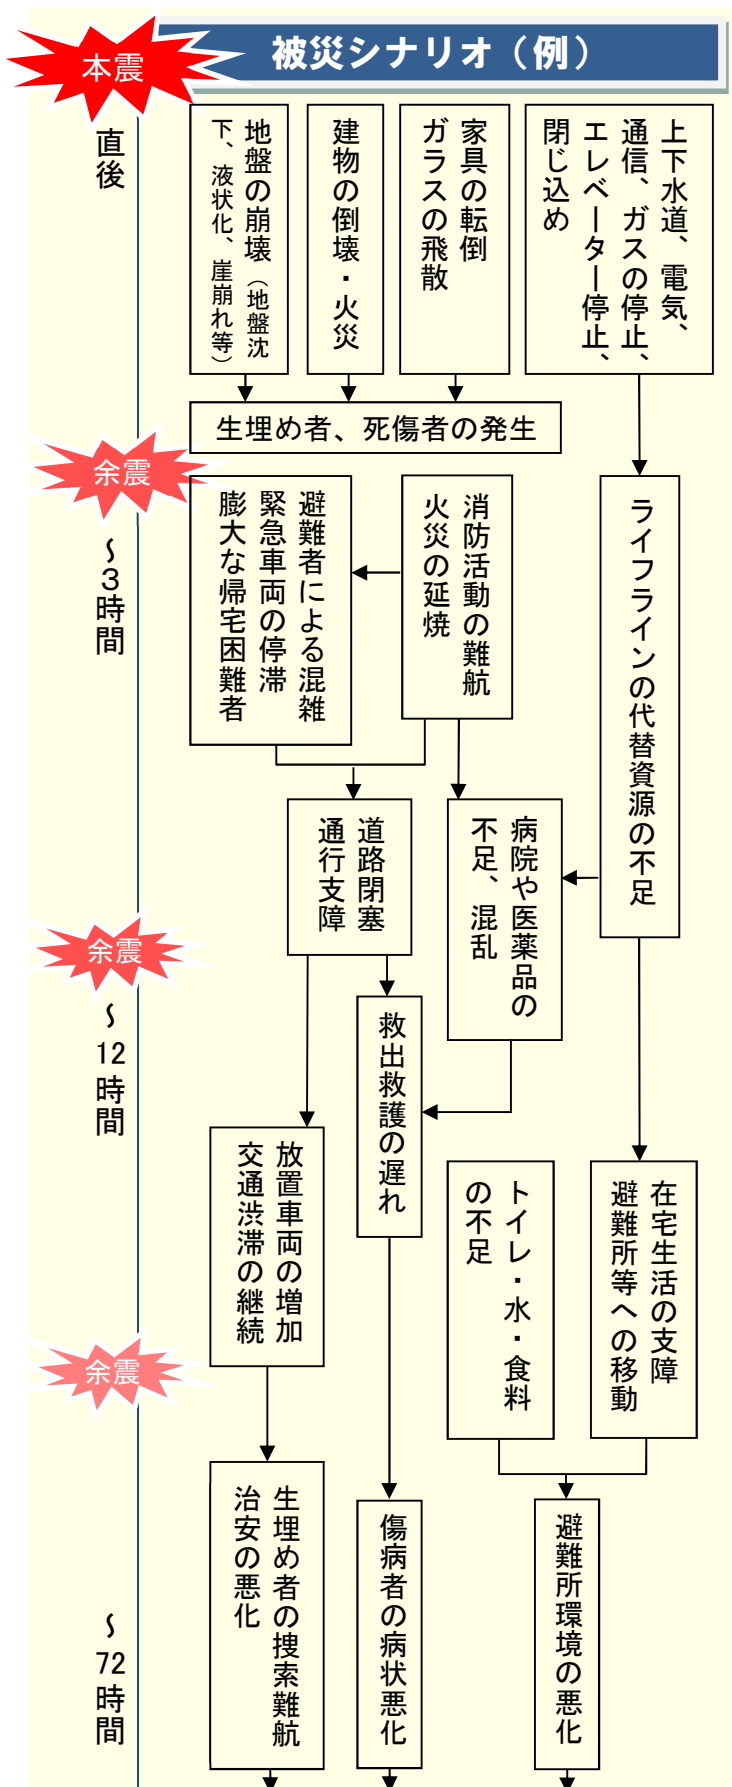 被災シナリオ（例）
本震
直後
上下水道、電気、
通信、ガスの停止、
エレベーター停止、
閉じ込め
家具の転倒
ガラスの飛散
建物の倒壊・火災
地盤の崩壊（地盤沈
下、液状化、崖崩れ等）
生埋め者、死傷者の発生
余震
～3時間
ライフラインの代替資源の不足
消防活動の難航
火災の延焼
避難者による混雑
緊急車両の停滞
膨大な帰宅困難者
病院や医薬品の
不足、混乱
道路閉塞
通行支障
余震
～12時間
救出救護の遅れ
放置車両の増加
交通渋滞の継続
在宅生活の支障
避難所等への移動
トイレ・水・食料
の不足
余震
～72時間
避難所環境の悪化
傷病者の病状悪化
生埋め者の捜索難航
治安の悪化